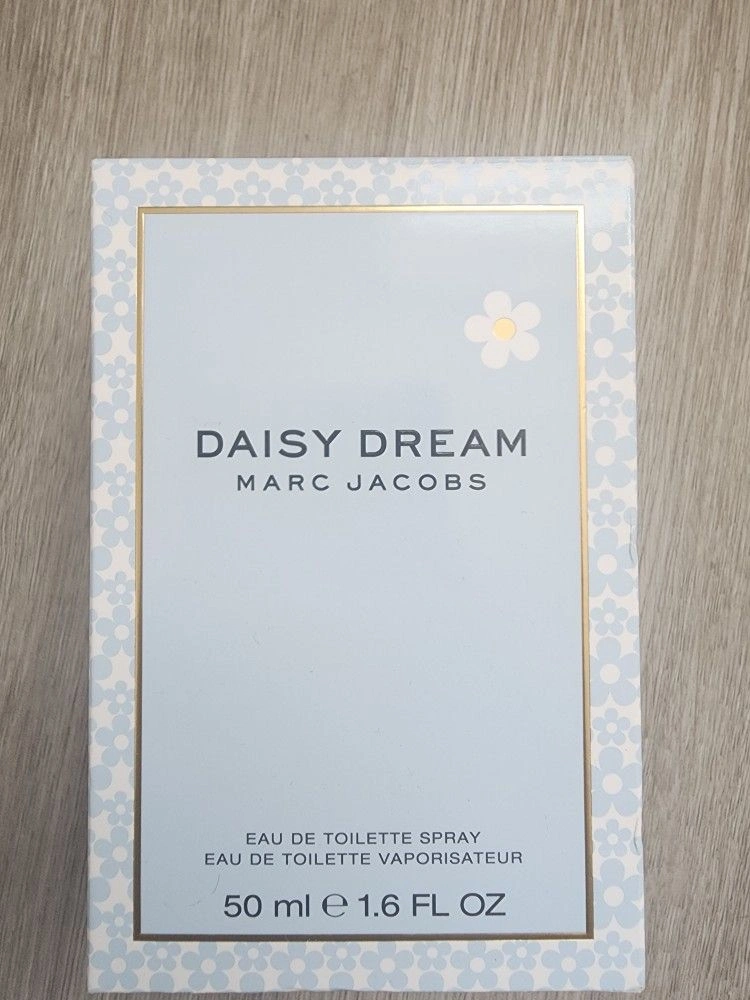 DAISY DREAM
MARC JACOBS
EAU DE TOILETTE SPRAY
EAU DE TOILETTE VAPORISATEUR
50 ml ℮ 1.6 FL OZ